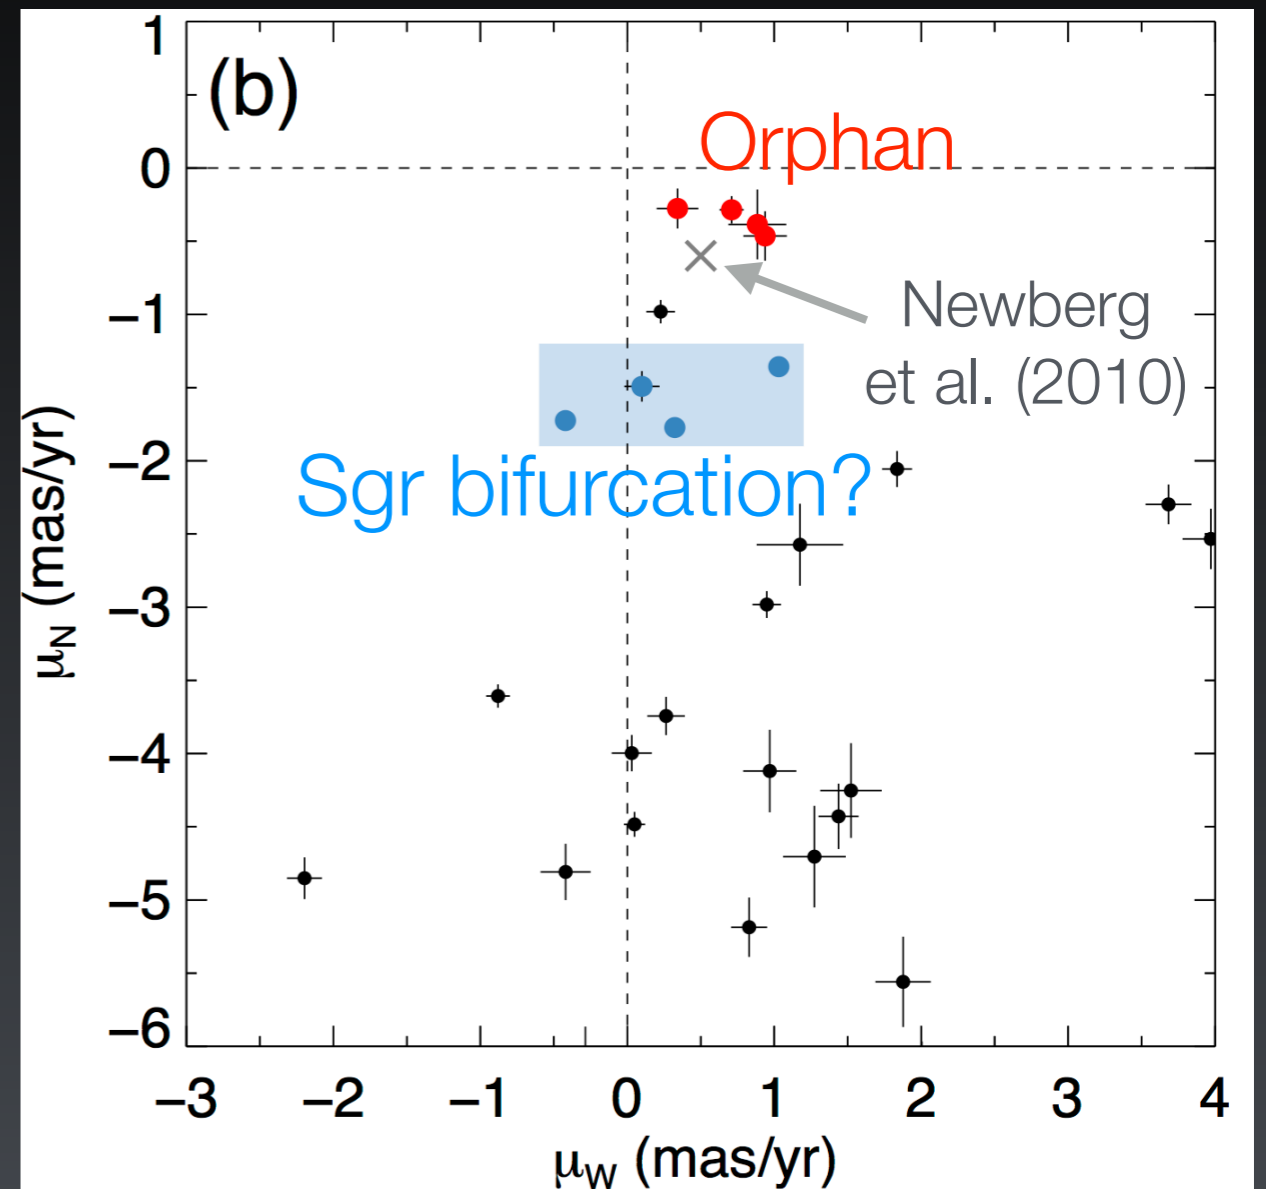 (b)
Orphan
Newberg
et al. (2010)
Sgr bifurcation?
1
0
−1
−2
−3
−4
−5
−6
μN (mas/yr)
−3 −2 −1 0 1 2 3 4
μW (mas/yr)